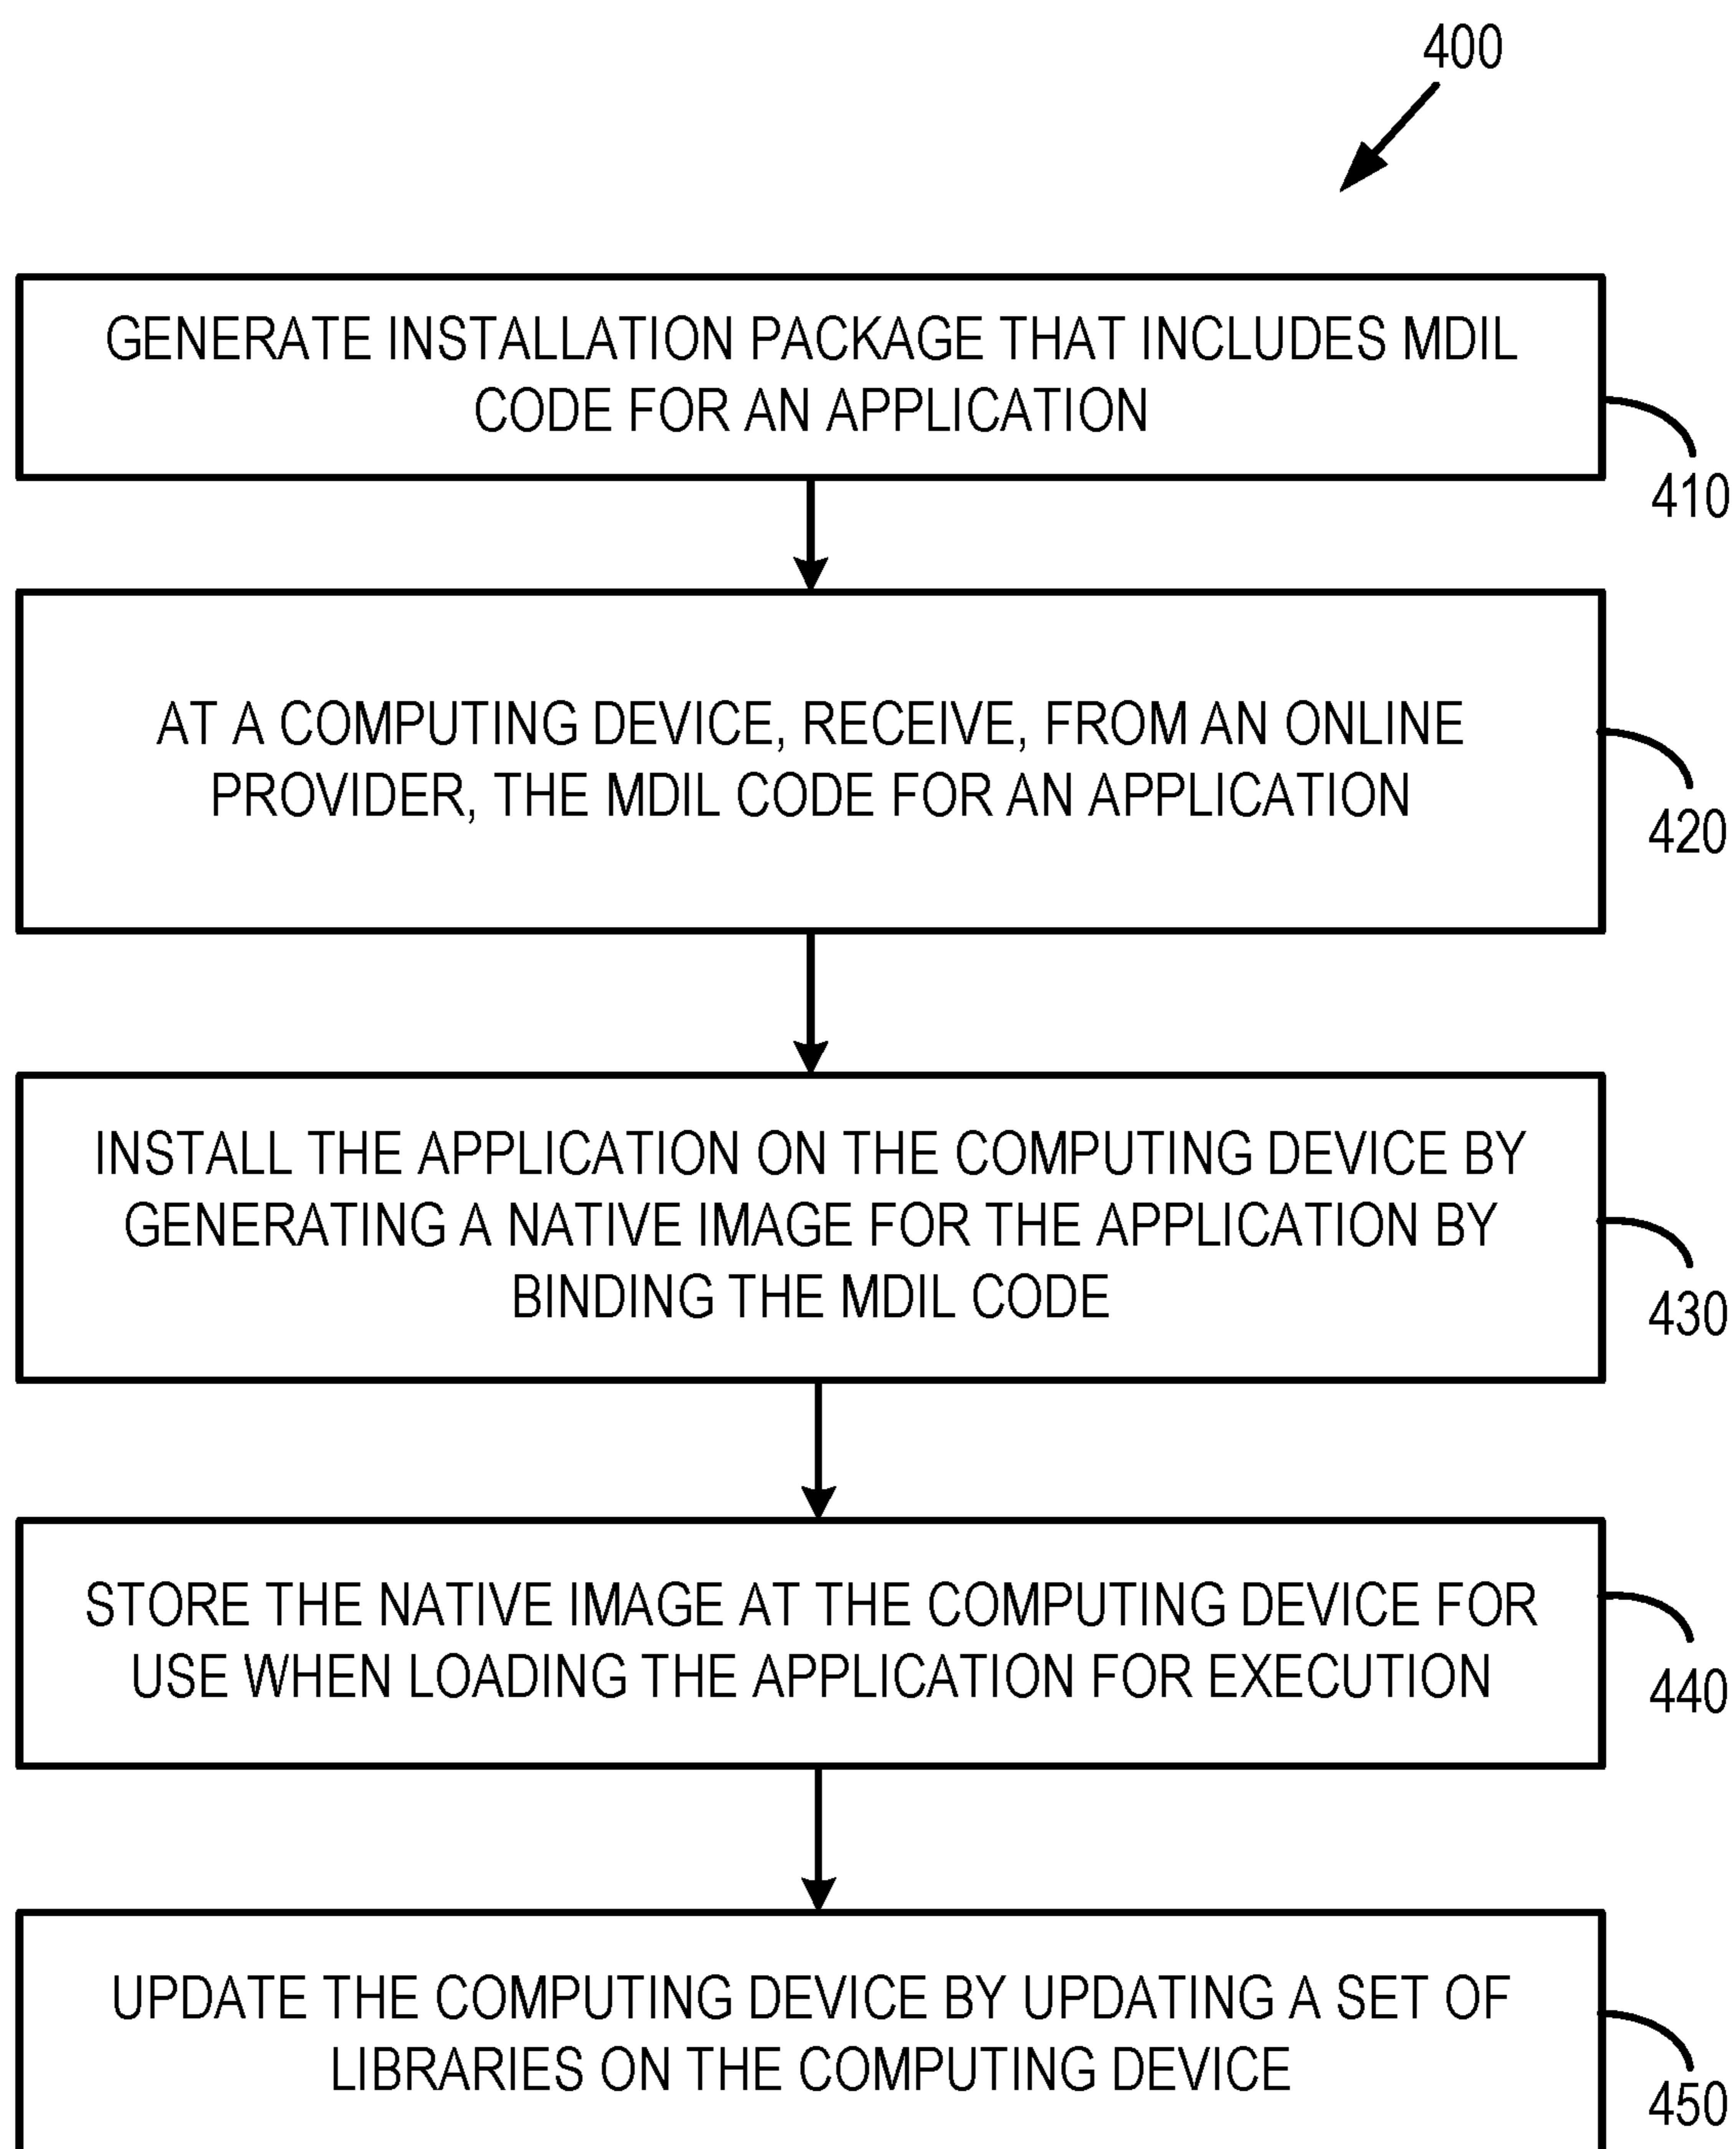 400
GENERATE INSTALLATION PACKAGE THAT INCLUDES MDIL
CODE FOR AN APPLICATION
410
AT A COMPUTING DEVICE, RECEIVE, FROM AN ONLINE
PROVIDER, THE MDIL CODE FOR AN APPLICATION
420
INSTALL THE APPLICATION ON THE COMPUTING DEVICE BY
GENERATING A NATIVE IMAGE FOR THE APPLICATION BY
BINDING THE MDIL CODE
430
STORE THE NATIVE IMAGE AT THE COMPUTING DEVICE FOR
USE WHEN LOADING THE APPLICATION FOR EXECUTION
440
UPDATE THE COMPUTING DEVICE BY UPDATING A SET OF
LIBRARIES ON THE COMPUTING DEVICE
450